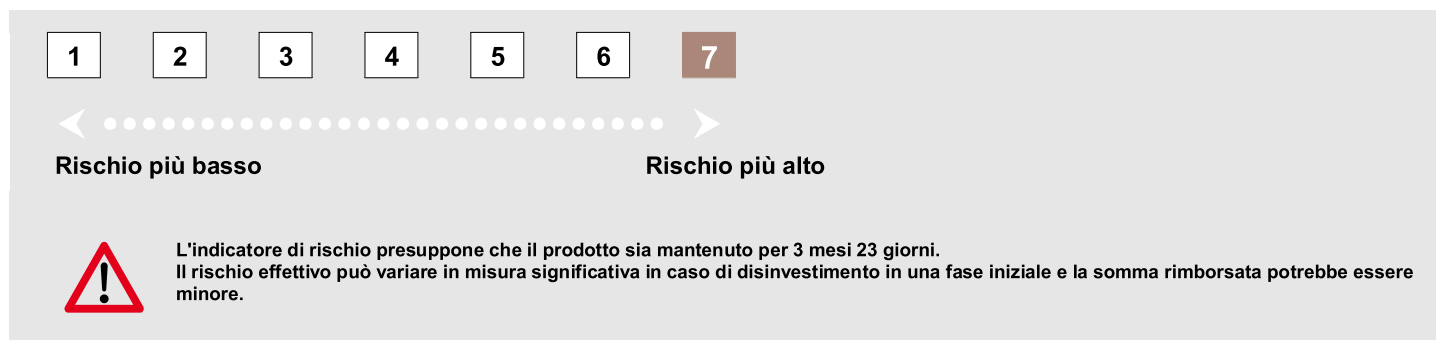 1 2 3 4 5 6 7
Rischio più basso Rischio più alto
L'indicatore di rischio presuppone che il prodotto sia mantenuto per 3 mesi 23 giorni.
Il rischio effettivo può variare in misura significativa in caso di disinvestimento in una fase iniziale e la somma rimborsata potrebbe essere
minore.